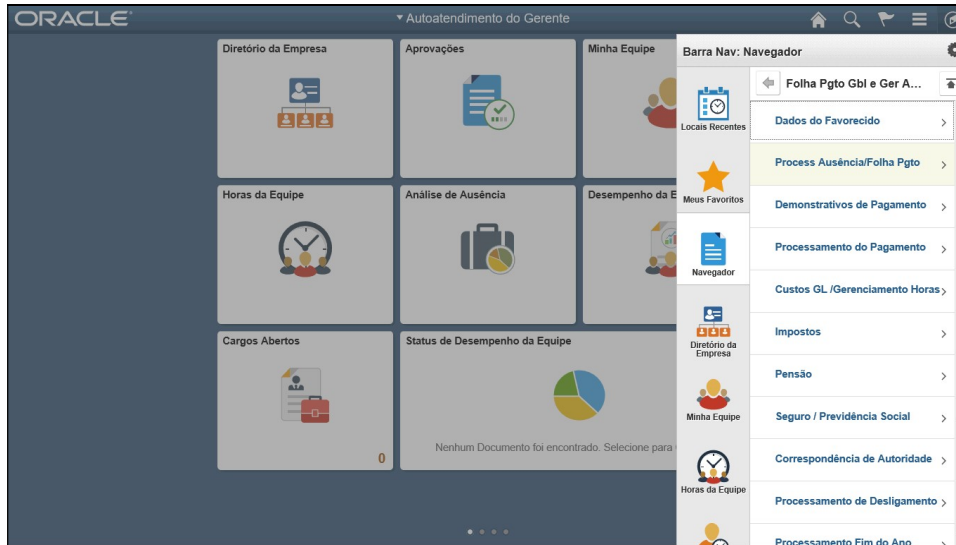 ORACLE
Autoatendimento do Gerente
Diretório da Empresa
Aprovações
Minha Equipe
Horas da Equipe
Análise de Ausência
Desempenho da E
Cargos Abertos
0
Status de Desempenho da Equipe
Nenhum Documento foi encontrado. Selecione para
Barra Nav: Navegador
Locais Recentes
Meus Favoritos
Navegador
Diretório da
Empresa
Minha Equipe
Horas da Equipe
Folha Pgto Gbl e Ger A...
Dados do Favorecido
Process Ausência/Folha Pgto
Demonstrativos de Pagamento
Processamento do Pagamento
Custos GL /Gerenciamento Horas
Impostos
Pensão
Seguro / Previdência Social
Correspondência de Autoridade
Processamento de Desligamento
Processamento Fim do Ano